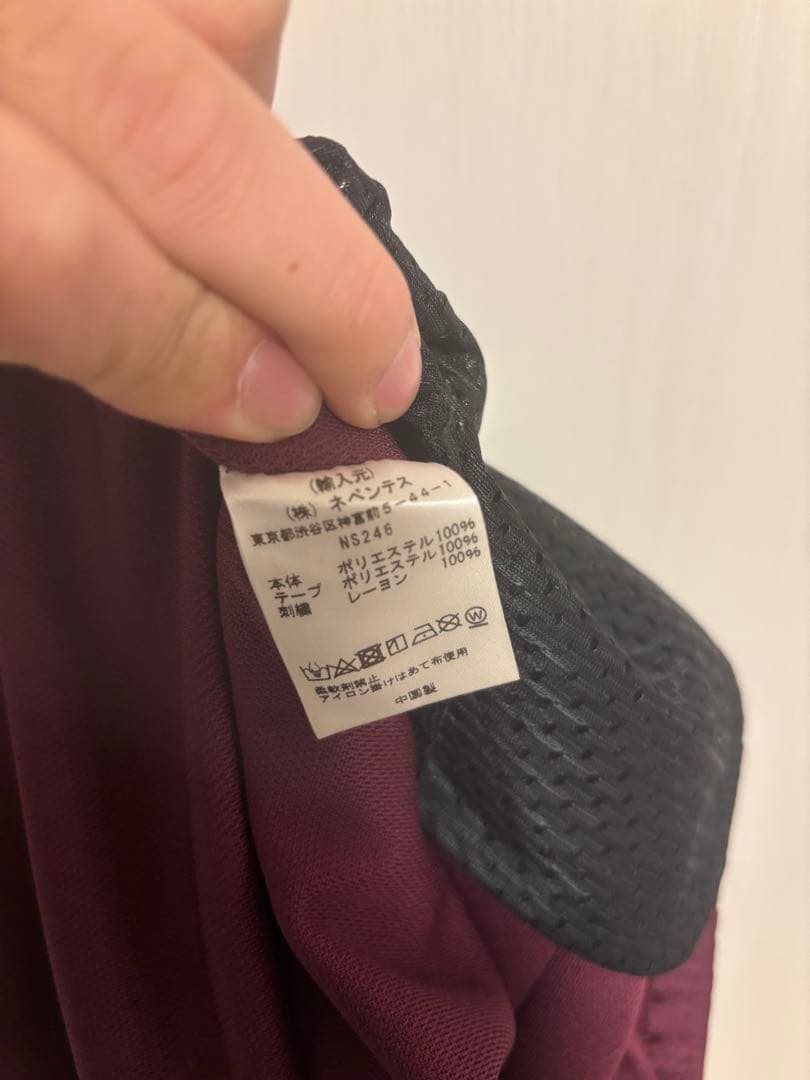 (輸入元)
(株) ネペンテス
東京都渋谷区神宮前5-44-1
NS246
本体 ポリエステル100%
テープ ポリエステル100%
刺繍 レーヨン 100%
W
柔軟剤禁止
アイロン掛けはあて布使用
中国製